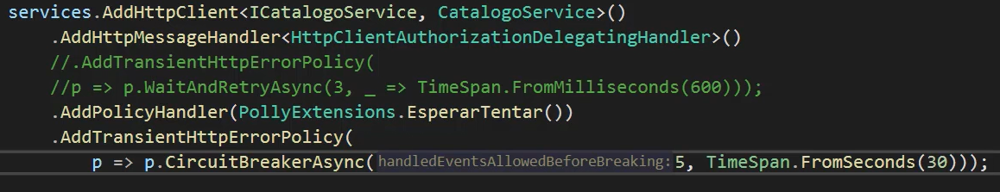 services.AddHttpClient<ICatalogoService, CatalogoService>()
.AddHttpMessageHandler<HttpClientAuthorizationDelegatingHandler>()
//.AddTransientHttpErrorPolicy(
//p => p.WaitAndRetryAsync(3, _ => TimeSpan.FromMilliseconds(600)));
.AddPolicyHandler(PollyExtensions.EsperarTentar())
.AddTransientHttpErrorPolicy(
p => p.CircuitBreakerAsync(handledEventsAllowedBeforeBreaking:5, TimeSpan.FromSeconds(30)));